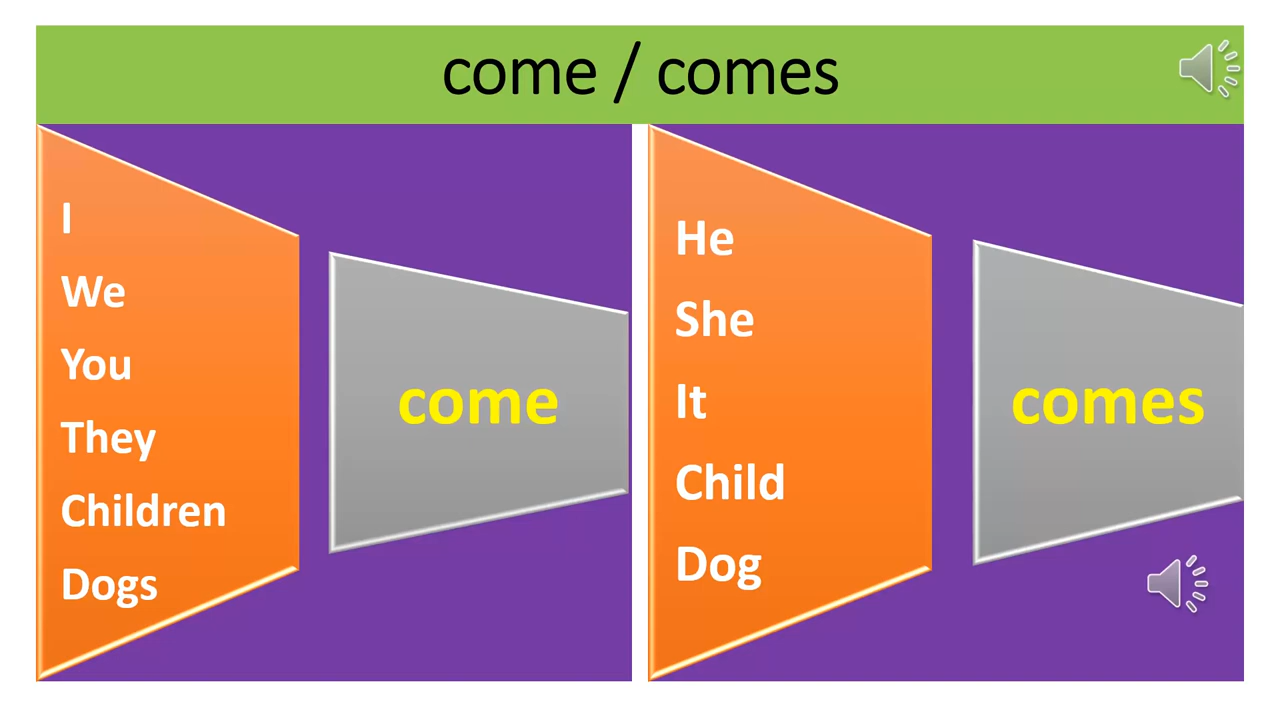 come / comes
I
We
You
They
Children
Dogs
come
He
She
It
Child
Dog
comes